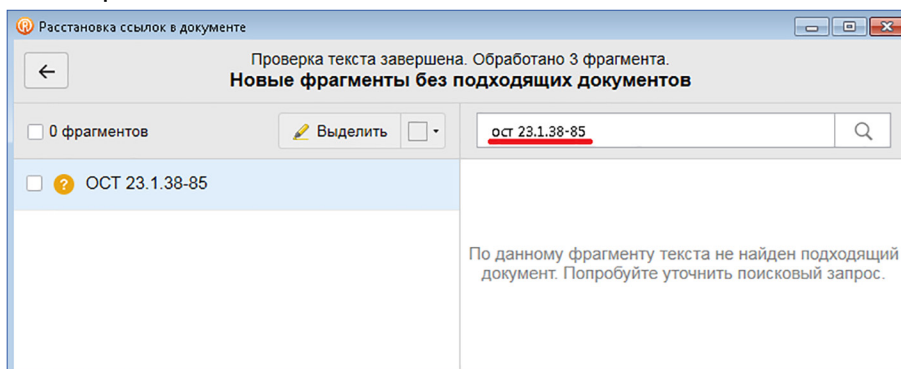 Расстановка ссылок в документе
Проверка текста завершена. Обработано 3 фрагмента.
Новые фрагменты без подходящих документов
0 фрагментов
Выделить
ост 23.1.38-85
ОСТ 23.1.38-85
По данному фрагменту текста не найден подходящий
документ. Попробуйте уточнить поисковый запрос.